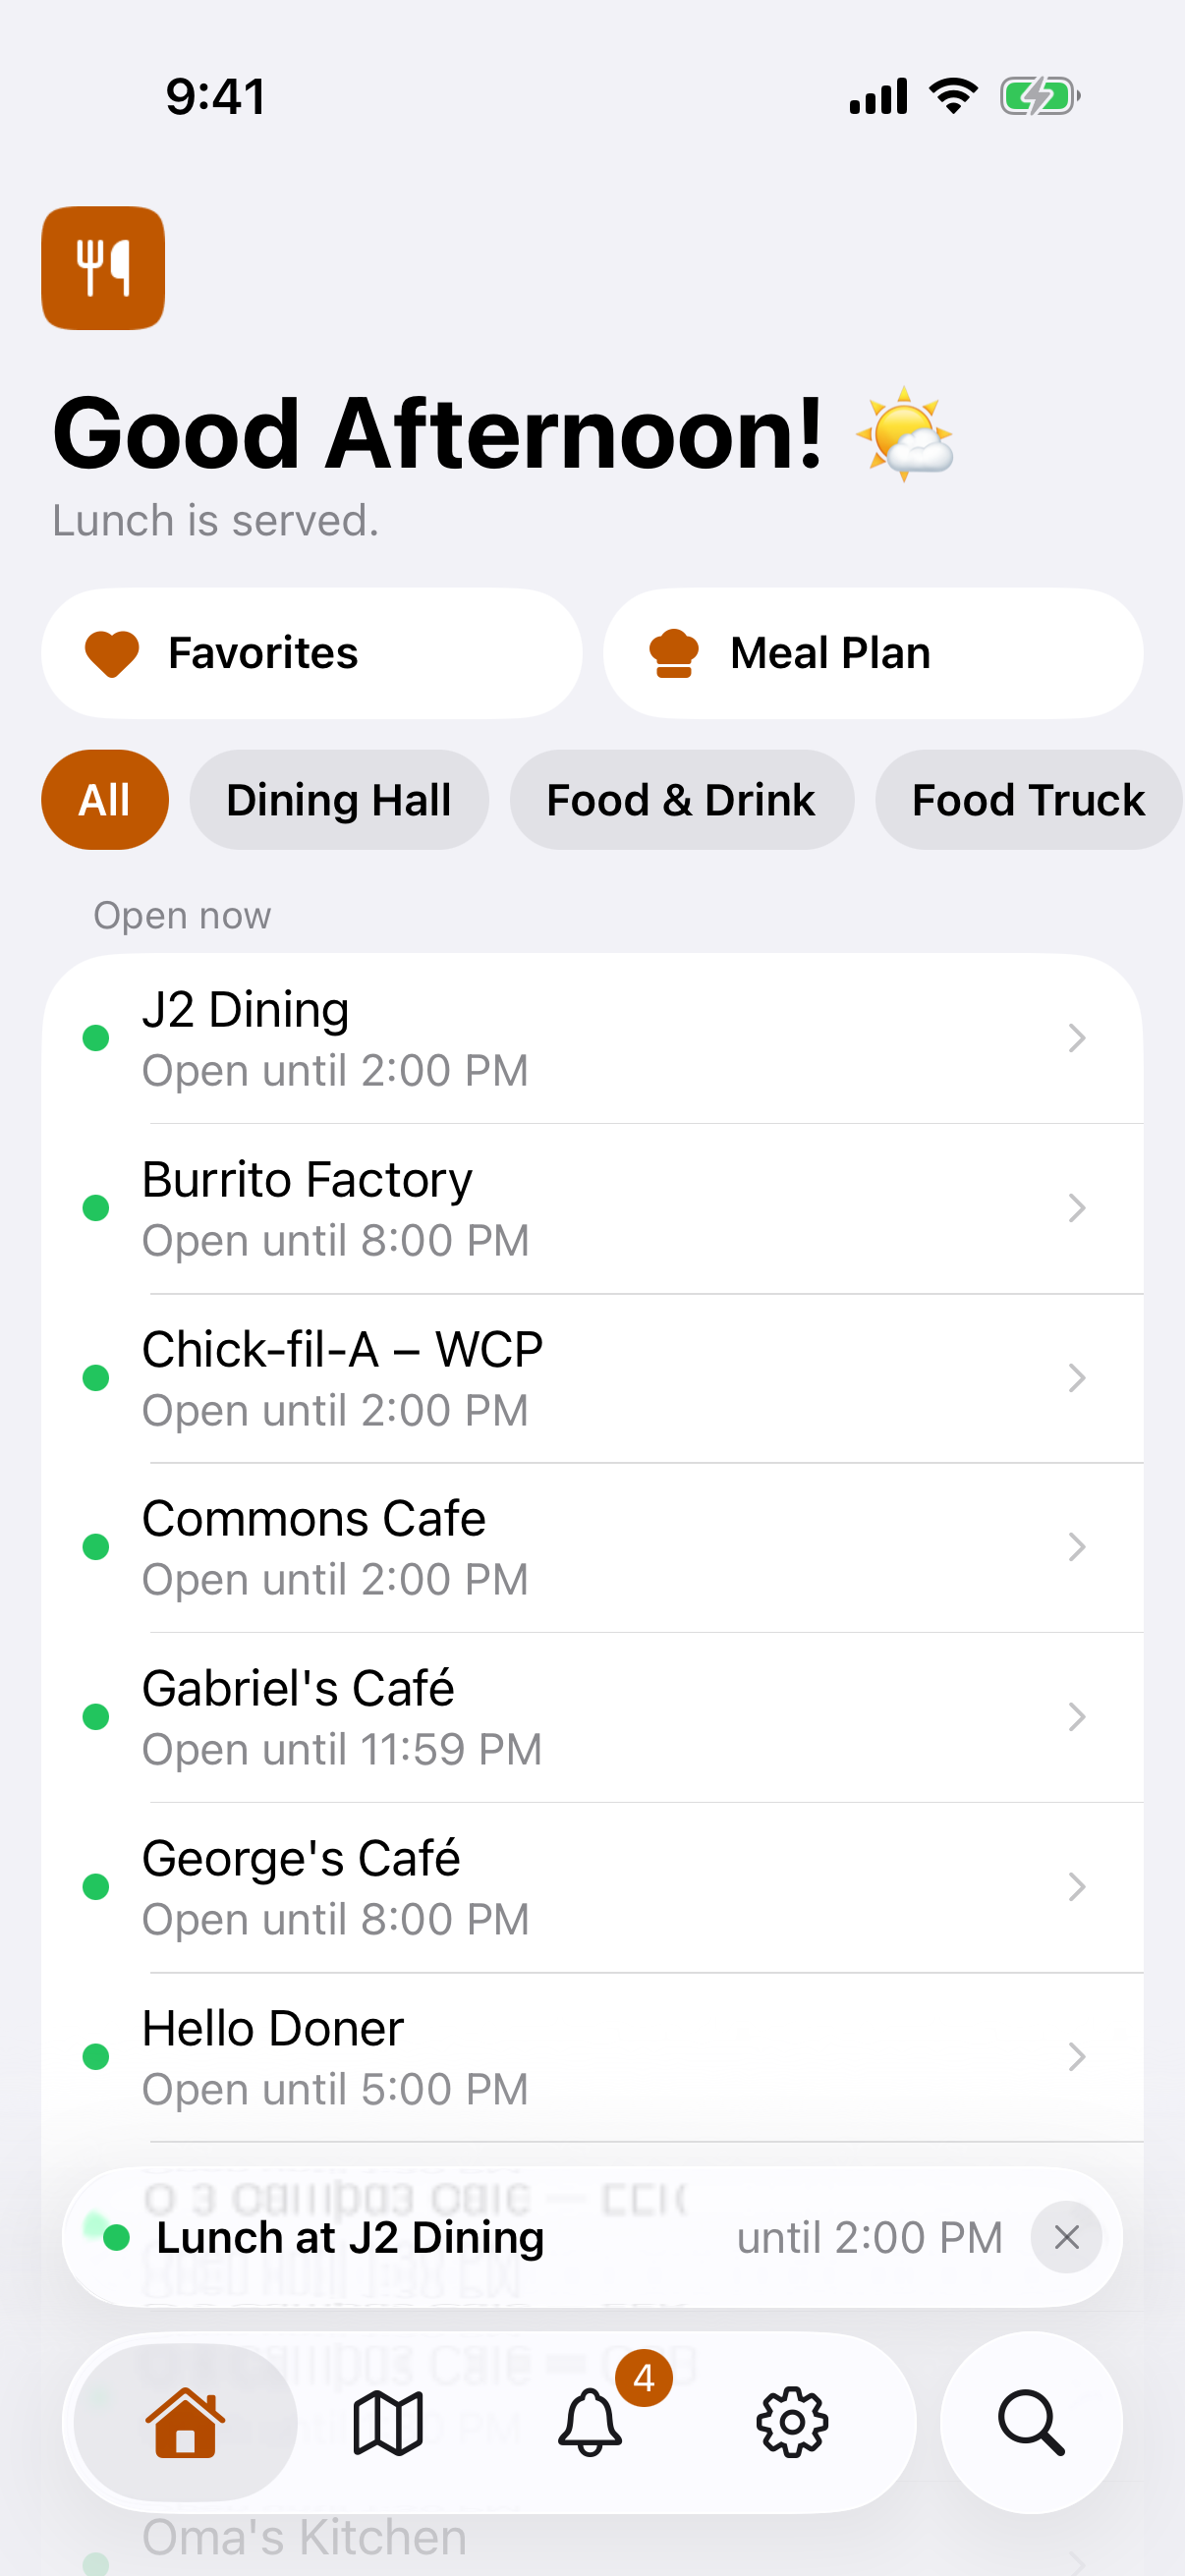 9:41
Good Afternoon!
Lunch is served.
Favorites
Meal Plan
All
Dining Hall
Food & Drink
Food Truck
Open now
J2 Dining
Open until 2:00 PM
Burrito Factory
Open until 8:00 PM
Chick-fil-A – WCP
Open until 2:00 PM
Commons Cafe
Open until 2:00 PM
Gabriel's Café
Open until 11:59 PM
George's Café
Open until 8:00 PM
Hello Doner
Open until 5:00 PM
Lunch at J2 Dining
until 2:00 PM
4
Oma's Kitchen